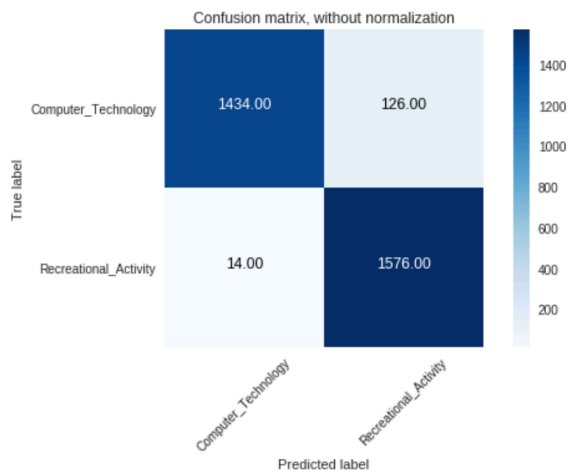 Confusion matrix, without normalization
Computer_Technology
Recreational_Activity
True label
1434.00
126.00
14.00
1576.00
1400
1200
1000
800
600
400
200
Computer_Technology
Recreational_Activity
Predicted label